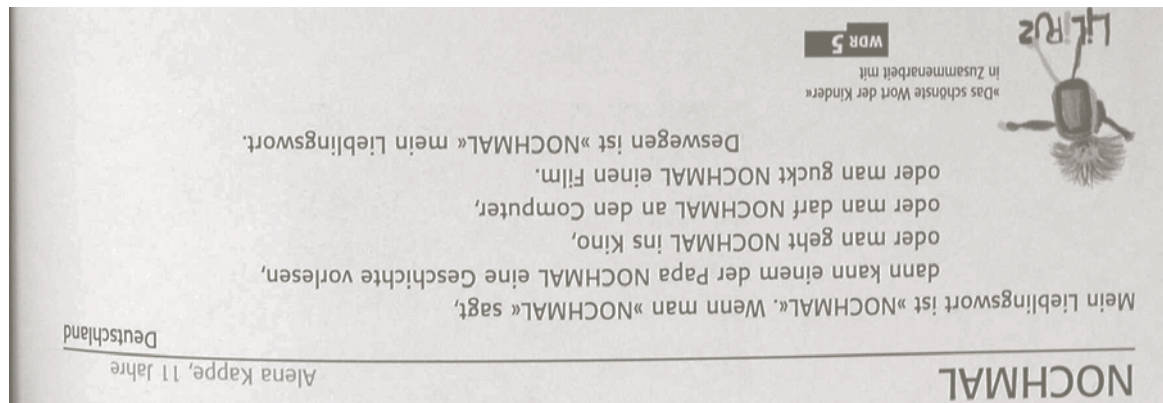 NOCHMAL
Alena Kappe, 11 Jahre
Deutschland
Mein Lieblingswort ist »NOCHMAL«. Wenn man »NOCHMAL« sagt,
dann kann einem der Papa NOCHMAL eine Geschichte vorlesen,
oder man geht NOCHMAL ins Kino,
oder man darf NOCHMAL an den Computer,
oder man guckt NOCHMAL einen Film.
Deswegen ist »NOCHMAL« mein Lieblingswort.
»Das schönste Wort der Kinder«
in Zusammenarbeit mit
WDR 5
LiLiRU2